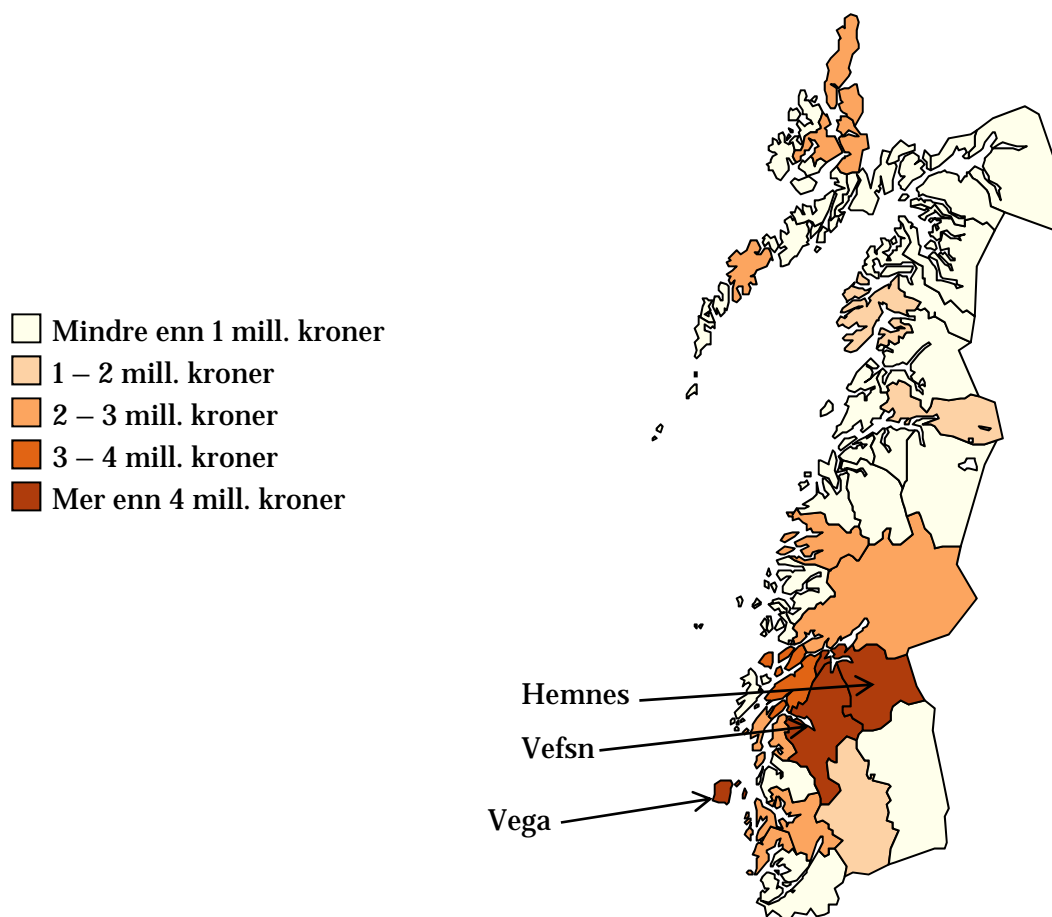 Mindre enn 1 mill. kroner
1 – 2 mill. kroner
2 – 3 mill. kroner
3 – 4 mill. kroner
Mer enn 4 mill. kroner
Hemnes
Vefsn
Vega